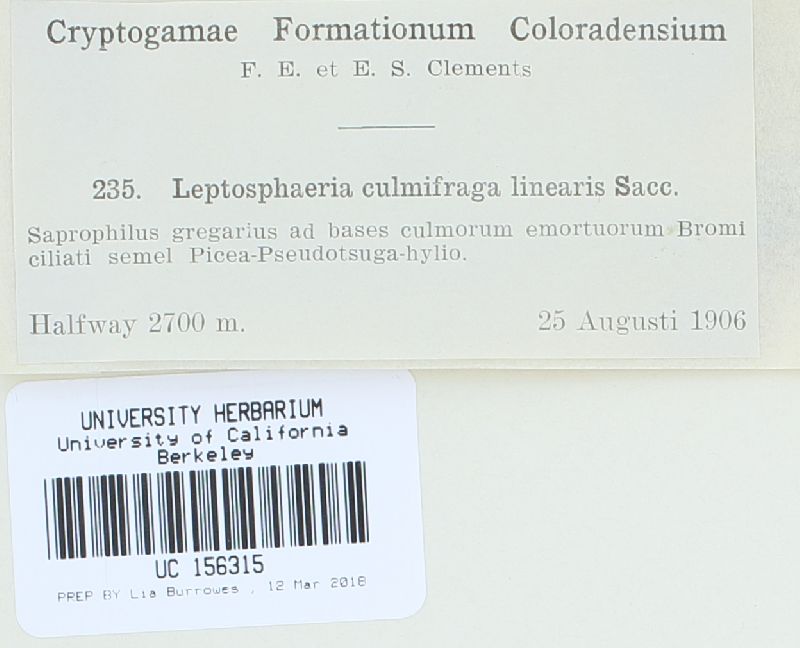 Cryptogamae Formationum Coloradensium
F. E. et E. S. Clements
235. Leptosphaeria culmifraga linearis Sacc.
Saprophilus gregarius ad bases culmorum emortuorum Bromi
ciliati semel Picea-Pseudotsuga-hylio.
Halfway 2700 m. 25 Augusti 1906
UNIVERSITY HERBARIUM
University of California
Berkeley
UC 156315
PREP BY Lia Burrowes , 12 Mar 2018